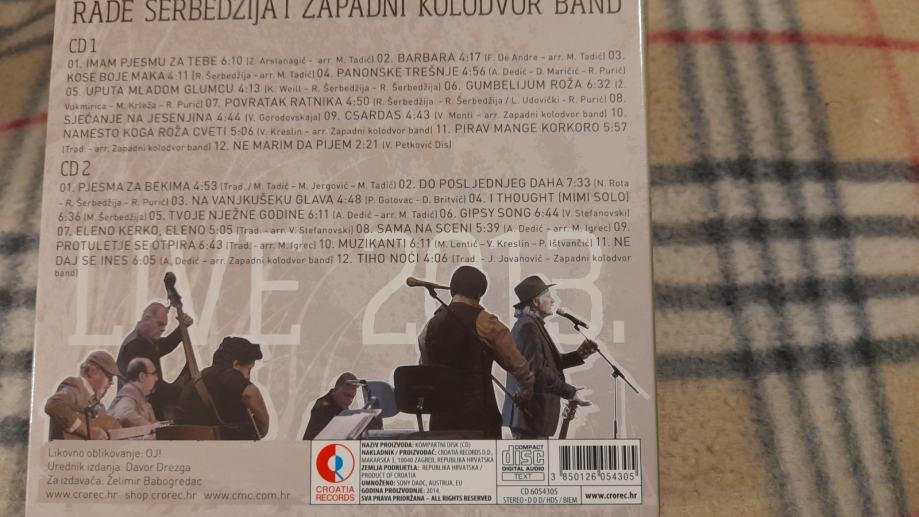 RADE ŠERBEDŽIJA I ZAPADNI KOLODVOR BAND
CD 1
01. IMAM PJESMU ZA TEBE 6:10 (Z. Arslanagić – arr. M. Tadić) 02. BARBARA 4:17 (F. De Andre – arr. M. Tadić) 03.
KOSE BOJE MAKA 4:11 (R. Šerbedžija – arr. M. Tadić) 04. PANONSKE TREŠNJE 4:56 (A. Dedić – D. Maričić – R. Purić)
05. UPUTA MLADOM GLUMCU 4:13 (K. Weill – R. Šerbedžija – R. Šerbedžija) 06. GUMBELIJUM ROŽA 6:32 (Ž.
Vukmirica – M. Krleža – R. Purić) 07. POVRATAK RATNIKA 4:50 (R. Šerbedžija – R. Šerbedžija / L. Udovički – R. Purić) 08.
SJEĆANJE NA JESENJINA 4:44 (V. Gorodovskaja) 09. CSARDAS 4:43 (V. Monti – arr. Zapadni kolodvor band) 10.
NAMESTO KOGA ROŽA CVETI 5:06 (V. Kreslin – arr. Zapadni kolodvor band) 11. PIRAV MANGE KORKORO 5:57
(Trad. – arr. Zapadni kolodvor band) 12. NE MARIM DA PIJEM 2:21 (V. Petković Dis)
CD 2
01. PJESMA ZA BEKIMA 4:53 (Trad. / M. Tadić – M. Jergović – M. Tadić) 02. DO POSLJEDNJEG DAHA 7:33 (N. Rota
– R. Šerbedžija) 03. NA VANJKUŠEKU GLAVA 4:48 (P. Gotovac – D. Britvić) 04. I THOUGHT (MIMI SOLO)
6:36 (M. Šerbedžija) 05. TVOJE NJEŽNE GODINE 6:11 (A. Dedić – arr. M. Tadić) 06. GIPSY SONG 6:44 (V. Stefanovski)
07. ELENO KERKO, ELENO 5:05 (Trad. – arr. V. Stefanovski) 08. SAMA NA SCENI 5:39 (A. Dedić – arr. M. Igrec) 09.
PROTULETJE SE OTPIRA 6:43 (Trad. – arr. M. Igrec) 10. MUZIKANTI 6:11 (M. Lentić – V. Kreslin – P. Ištvančić) 11. NE
DAJ SE INES 6:05 (A. Dedić – arr. Zapadni kolodvor band) 12. TIHO NOĆI 4:06 (Trad. – J. Jovanović – Zapadni kolodvor
band)
LIVE 2013.
Likovno oblikovanje: OJ!
Urednik izdanja: Davor Drezga
Za izdavača: Želimir Babogredac
www.crorec.hr shop.crorec.hr www.cmc.com.hr
CROATIA
RECORDS
NAZIV PROIZVODA: KOMPAKTNI DISK (CD)
NAKLADNIK / PROIZVOĐAČ: CROATIA RECORDS D.D.,
MAKARSKA 3, 10040 ZAGREB, REPUBLIKA HRVATSKA
ZEMLJA PODRIJETLA: REPUBLIKA HRVATSKA /
PRODUCT OF CROATIA
UMNOŽENO: SONY DADC, AUSTRIJA, EU
GODINA PROIZVODNJE: 2014.
SVA PRAVA PRIDRŽANA – ALL RIGHTS RESERVED
COMPACT
disc
DIGITAL AUDIO
TEXT
3 850126 054305
CD 6054305
STEREO • D D D / HDS / BIEM
www.crorec.hr